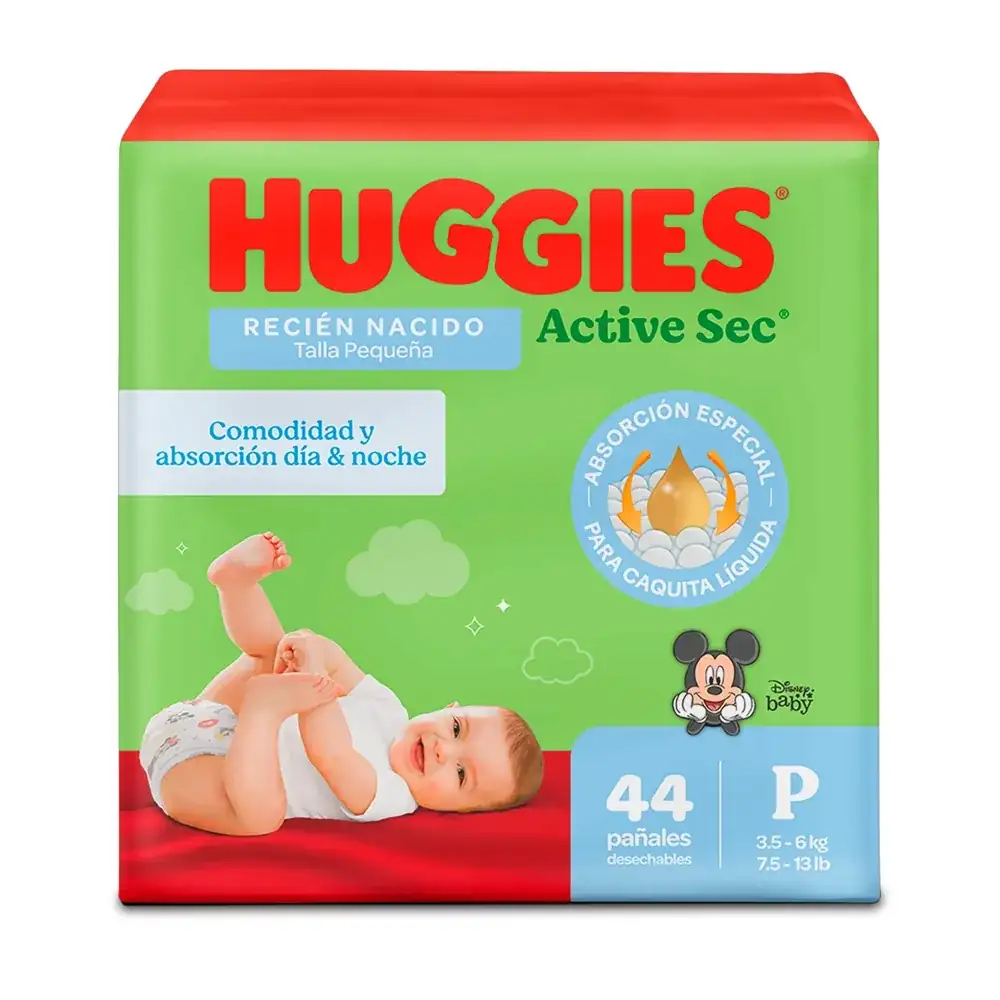 HUGGIES®
RECIÉN NACIDO
Talla Pequeña
Active Sec®
Comodidad y
absorción día & noche
ABSORCIÓN ESPECIAL
PARA CAQUITA LÍQUIDA
Disney
baby
44
pañales
desechables
P
3.5 - 6 kg
7.5 - 13 lb